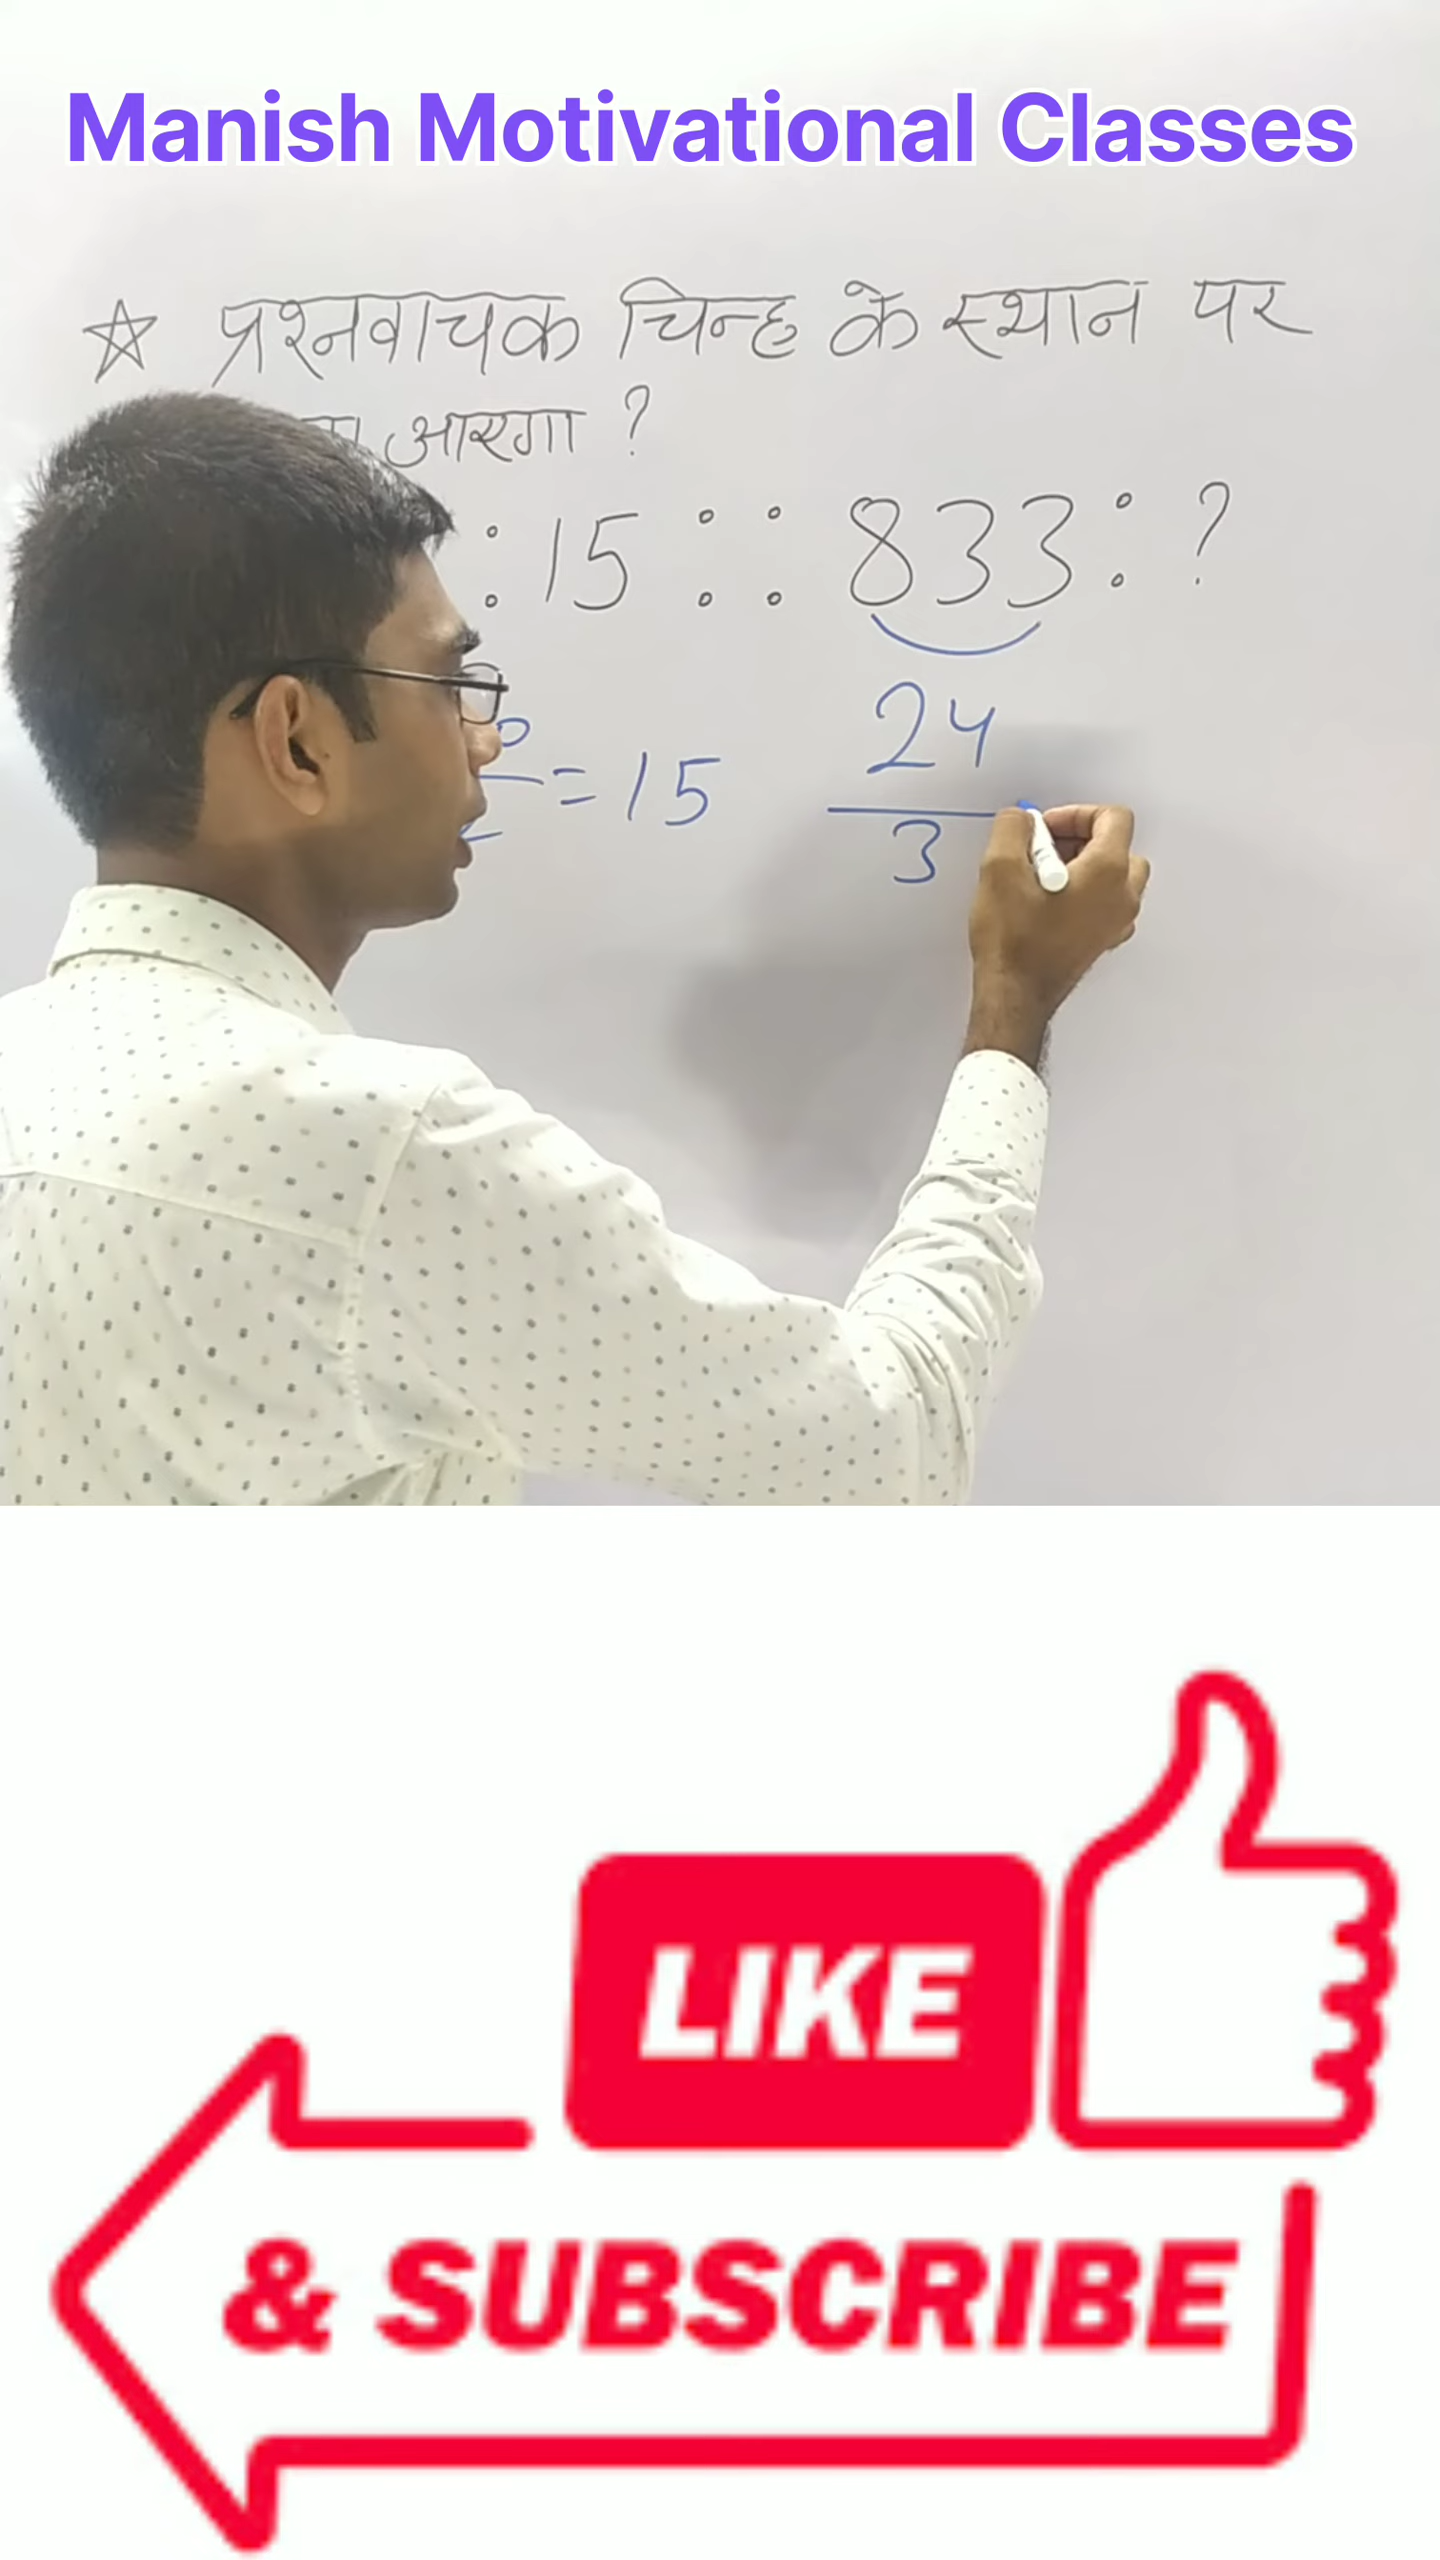 Manish Motivational Classes
☆ प्रश्नवाचक चिन्ह के स्थान पर
आएगा ?
: 15 : : 833 : ?
= 15
24
3
LIKE
& SUBSCRIBE